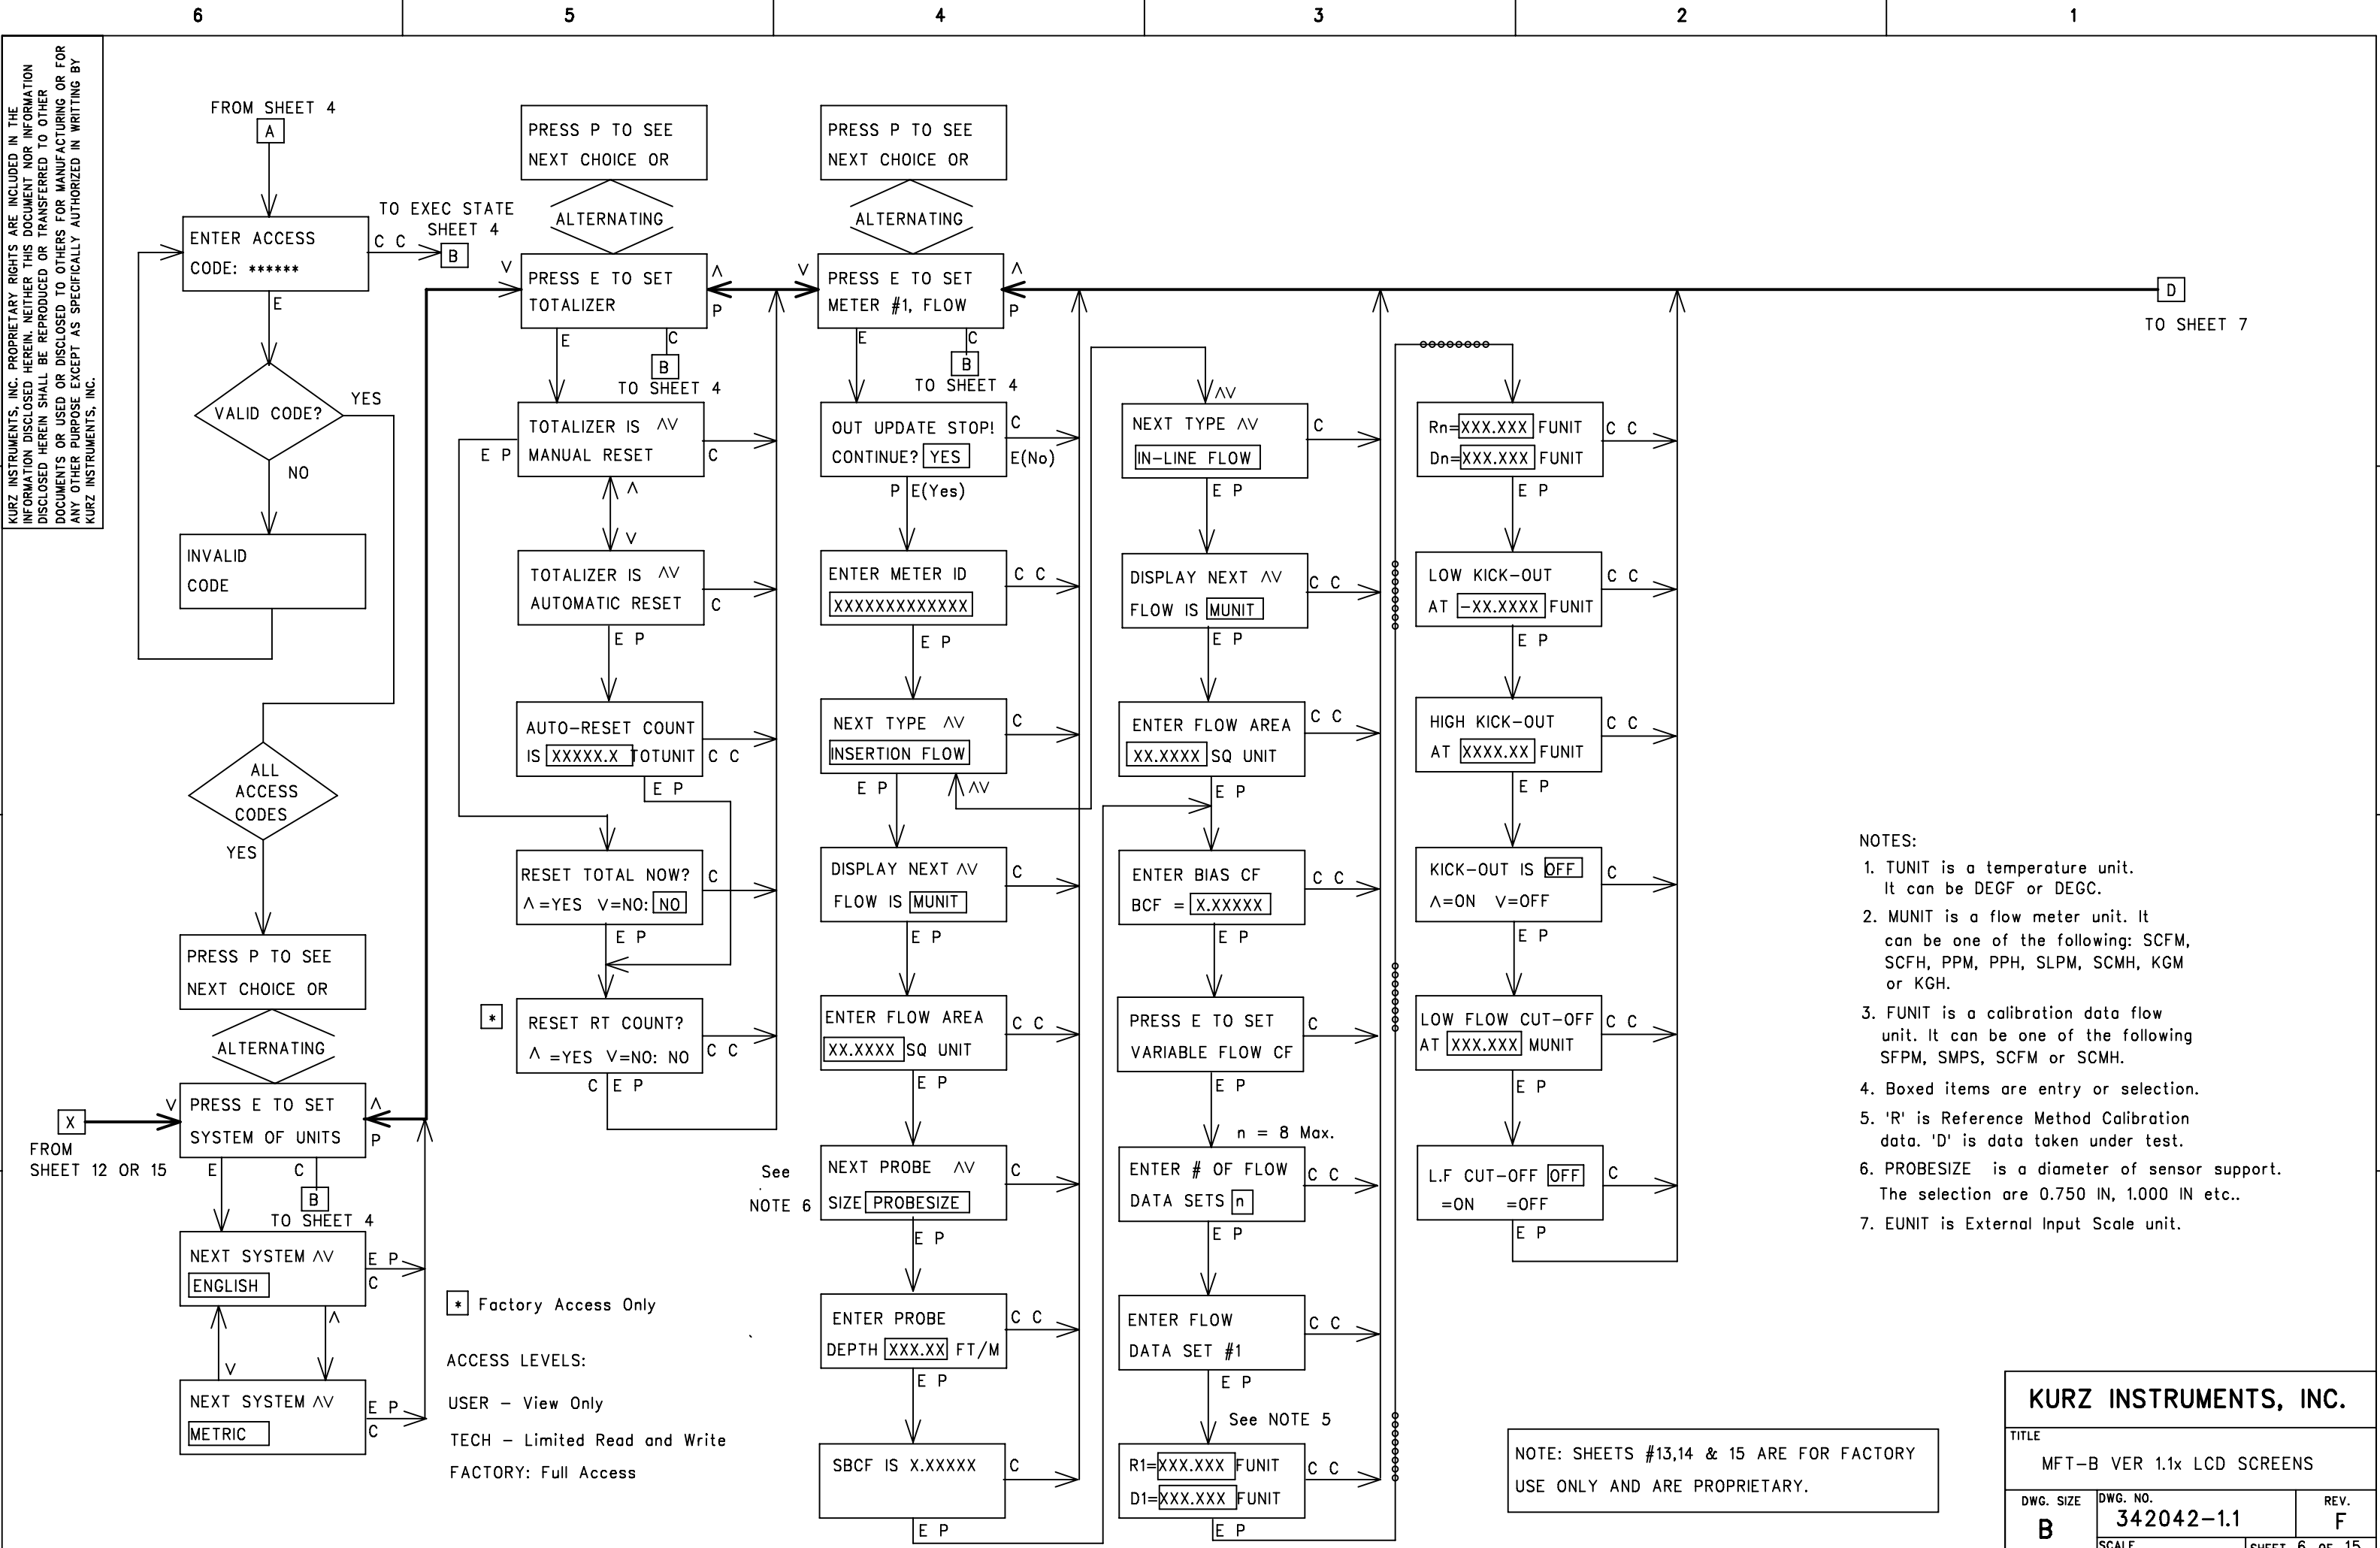 6 5 4 3 2 1
KURZ INSTRUMENTS, INC. PROPRIETARY RIGHTS ARE INCLUDED IN THE
INFORMATION DISCLOSED HEREIN. NEITHER THIS DOCUMENT NOR INFORMATION
DISCLOSED HEREIN SHALL BE REPRODUCED OR TRANSFERRED TO OTHER
DOCUMENTS OR USED OR DISCLOSED TO OTHERS FOR MANUFACTURING OR FOR
ANY OTHER PURPOSE EXCEPT AS SPECIFICALLY AUTHORIZED IN WRITTING BY
KURZ INSTRUMENTS, INC.
FROM SHEET 4
A
ENTER ACCESS
CODE: ******
C C
TO EXEC STATE
SHEET 4
B
E
VALID CODE?
YES
NO
INVALID
CODE
ALL
ACCESS
CODES
YES
PRESS P TO SEE
NEXT CHOICE OR
ALTERNATING
X
FROM
SHEET 12 OR 15
V
PRESS E TO SET
SYSTEM OF UNITS
Λ
P
E
C
B
TO SHEET 4
NEXT SYSTEM ΛV
ENGLISH
E P
C
Λ
V
NEXT SYSTEM ΛV
METRIC
E P
C
PRESS P TO SEE
NEXT CHOICE OR
ALTERNATING
V
PRESS E TO SET
TOTALIZER
Λ
P
E
C
B
TO SHEET 4
TOTALIZER IS ΛV
MANUAL RESET
E P
C
Λ
V
TOTALIZER IS ΛV
AUTOMATIC RESET
C
E P
AUTO-RESET COUNT
IS XXXXX.X TOTUNIT
C C
E P
RESET TOTAL NOW?
Λ =YES V=NO: NO
C
E P
*
RESET RT COUNT?
Λ =YES V=NO: NO
C C
C E P
* Factory Access Only
ACCESS LEVELS:
USER – View Only
TECH – Limited Read and Write
FACTORY: Full Access
PRESS P TO SEE
NEXT CHOICE OR
ALTERNATING
V
PRESS E TO SET
METER #1, FLOW
Λ
P
E
C
B
TO SHEET 4
OUT UPDATE STOP!
CONTINUE? YES
C
E(No)
P E(Yes)
ENTER METER ID
XXXXXXXXXXXXX
C C
E P
NEXT TYPE ΛV
INSERTION FLOW
C
E P
ΛV
DISPLAY NEXT ΛV
FLOW IS MUNIT
C
E P
ENTER FLOW AREA
XX.XXXX SQ UNIT
C C
E P
See
NOTE 6
NEXT PROBE ΛV
SIZE PROBESIZE
C
E P
ENTER PROBE
DEPTH XXX.XX FT/M
C C
E P
SBCF IS X.XXXXX
C
E P
ΛV
NEXT TYPE ΛV
IN-LINE FLOW
C
E P
DISPLAY NEXT ΛV
FLOW IS MUNIT
C C
E P
ENTER FLOW AREA
XX.XXXX SQ UNIT
C C
E P
ENTER BIAS CF
BCF = X.XXXXX
C C
E P
PRESS E TO SET
VARIABLE FLOW CF
C
E P
n = 8 Max.
ENTER # OF FLOW
DATA SETS n
C C
E P
ENTER FLOW
DATA SET #1
C C
E P
See NOTE 5
R1=XXX.XXX FUNIT
D1=XXX.XXX FUNIT
C C
E P
Rn=XXX.XXX FUNIT
Dn=XXX.XXX FUNIT
C C
E P
LOW KICK-OUT
AT -XX.XXXX FUNIT
C C
E P
HIGH KICK-OUT
AT XXXX.XX FUNIT
C C
E P
KICK-OUT IS OFF
Λ=ON V=OFF
C
E P
LOW FLOW CUT-OFF
AT XXX.XXX MUNIT
C C
E P
L.F CUT-OFF OFF
=ON =OFF
C
E P
D
TO SHEET 7
NOTES:
1. TUNIT is a temperature unit.
It can be DEGF or DEGC.
2. MUNIT is a flow meter unit. It
can be one of the following: SCFM,
SCFH, PPM, PPH, SLPM, SCMH, KGM
or KGH.
3. FUNIT is a calibration data flow
unit. It can be one of the following
SFPM, SMPS, SCFM or SCMH.
4. Boxed items are entry or selection.
5. 'R' is Reference Method Calibration
data. 'D' is data taken under test.
6. PROBESIZE is a diameter of sensor support.
The selection are 0.750 IN, 1.000 IN etc..
7. EUNIT is External Input Scale unit.
NOTE: SHEETS #13,14 & 15 ARE FOR FACTORY
USE ONLY AND ARE PROPRIETARY.
KURZ INSTRUMENTS, INC.
TITLE
MFT-B VER 1.1x LCD SCREENS
DWG. SIZE
B
DWG. NO.
342042-1.1
REV.
F
SCALE
SHEET 6 OF 15